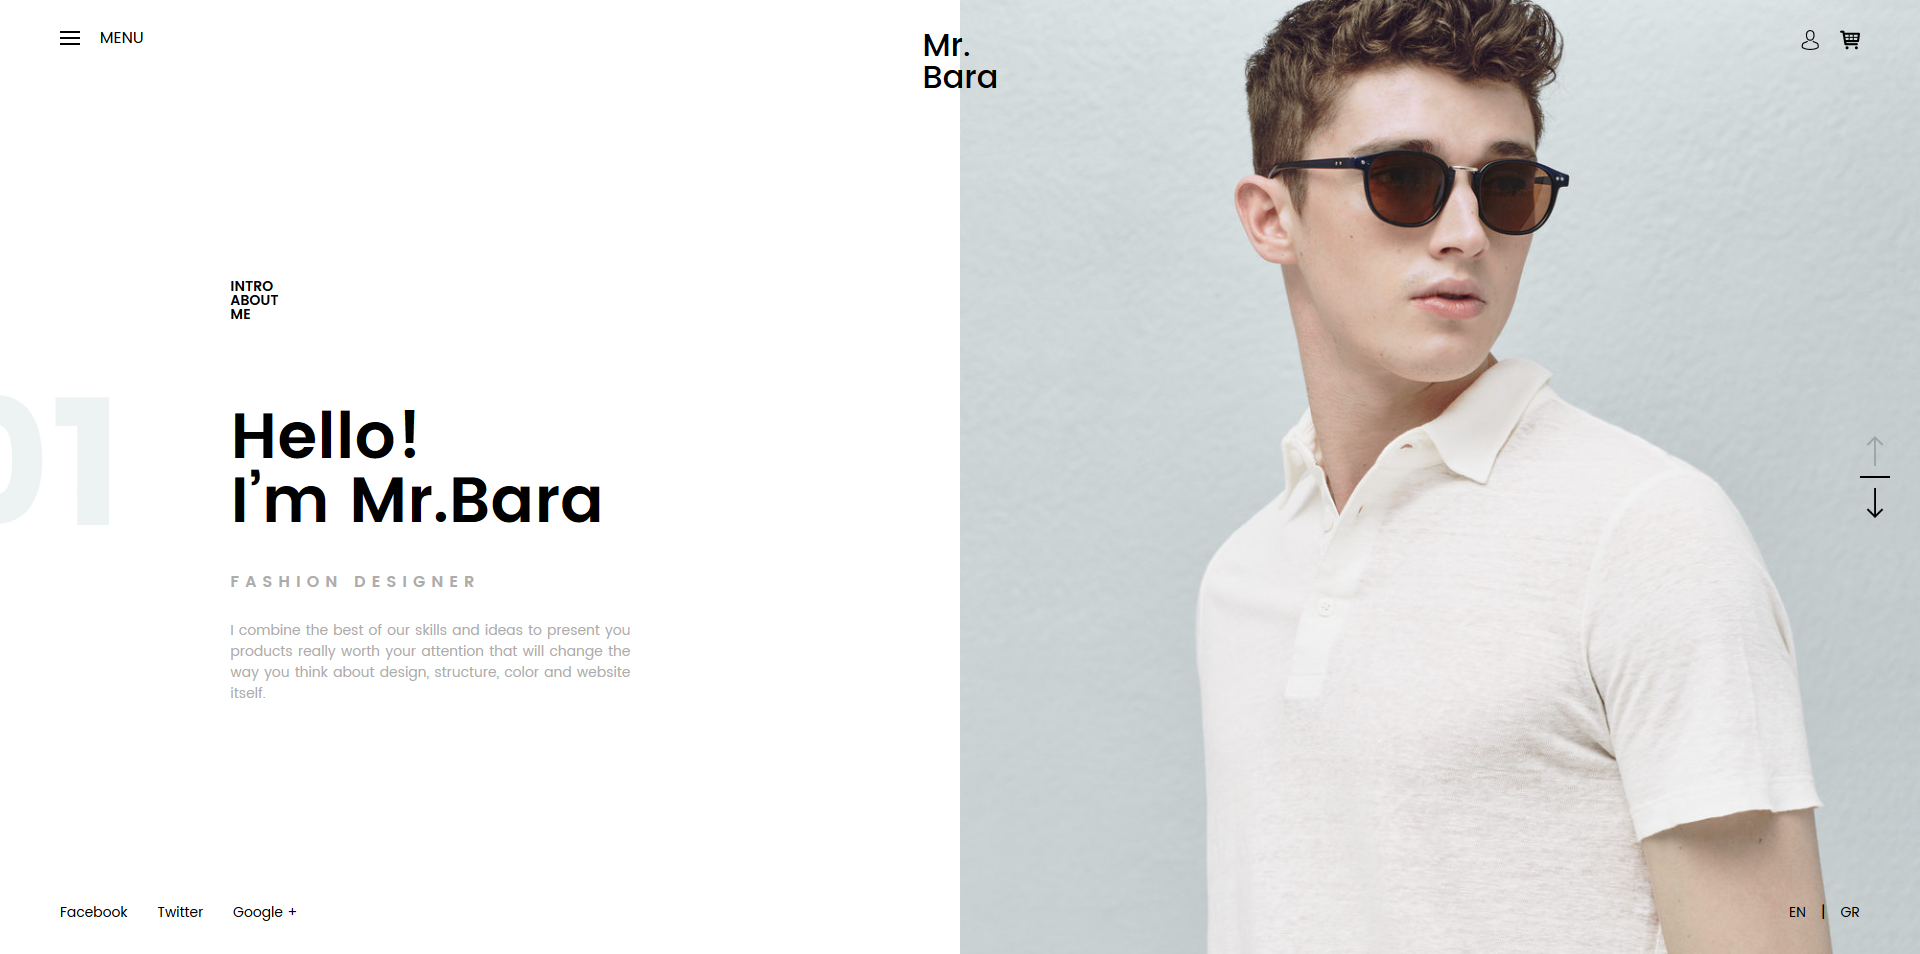 MENU
Mr.
Bara
INTRO
ABOUT
ME
01
Hello!
I’m Mr.Bara
FASHION DESIGNER
I combine the best of our skills and ideas to present you
products really worth your attention that will change the
way you think about design, structure, color and website
itself.
Facebook Twitter Google +
EN | GR